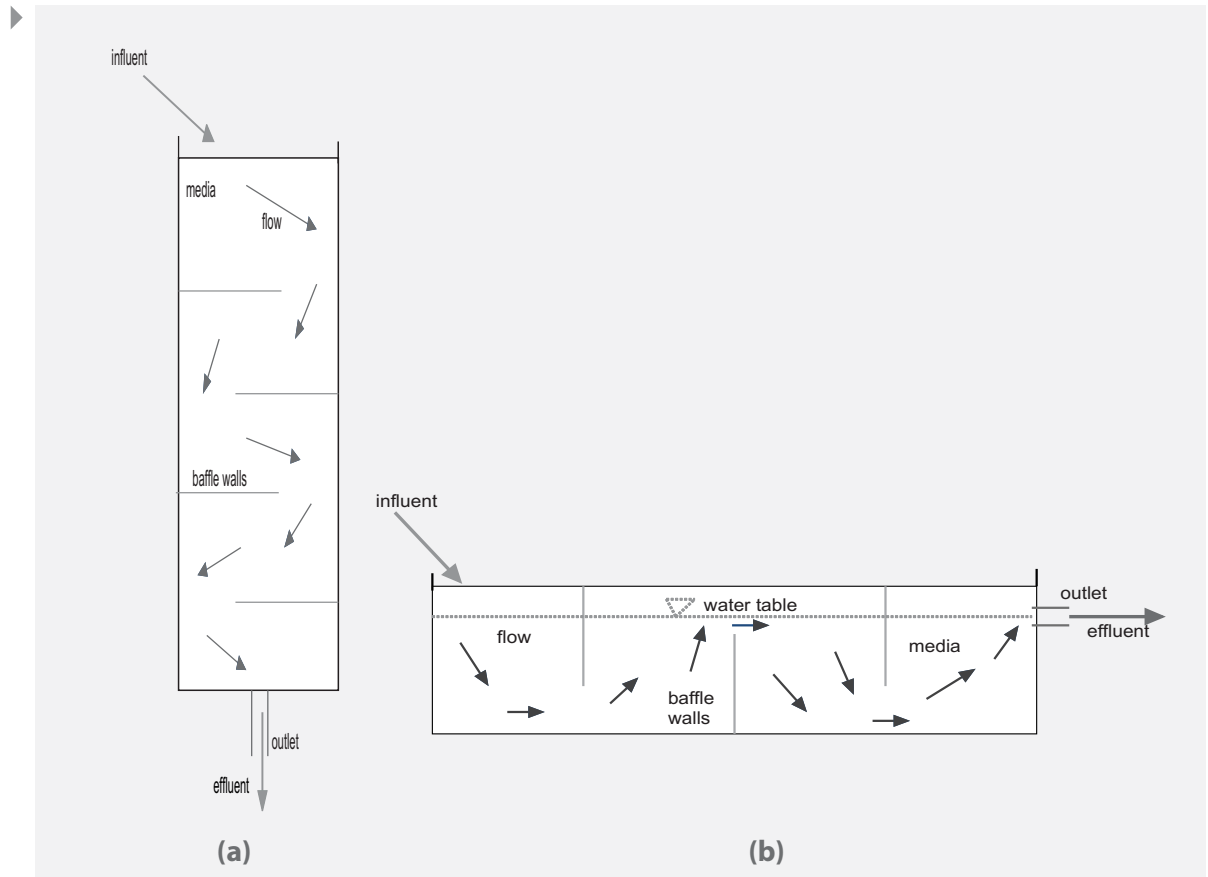 influent
media
flow
baffle walls
outlet
effluent
(a)
influent
water table
flow
media
baffle
walls
outlet
effluent
(b)